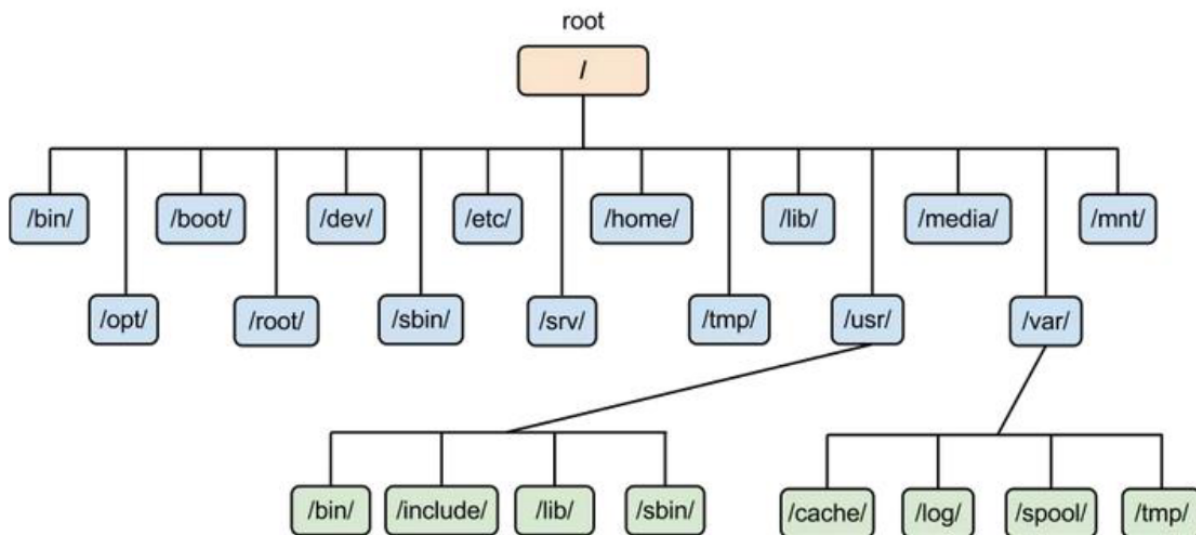 root
/
/bin/ /boot/ /dev/ /etc/ /home/ /lib/ /media/ /mnt/
/opt/ /root/ /sbin/ /srv/ /tmp/ /usr/ /var/
/bin/ /include/ /lib/ /sbin/ /cache/ /log/ /spool/ /tmp/